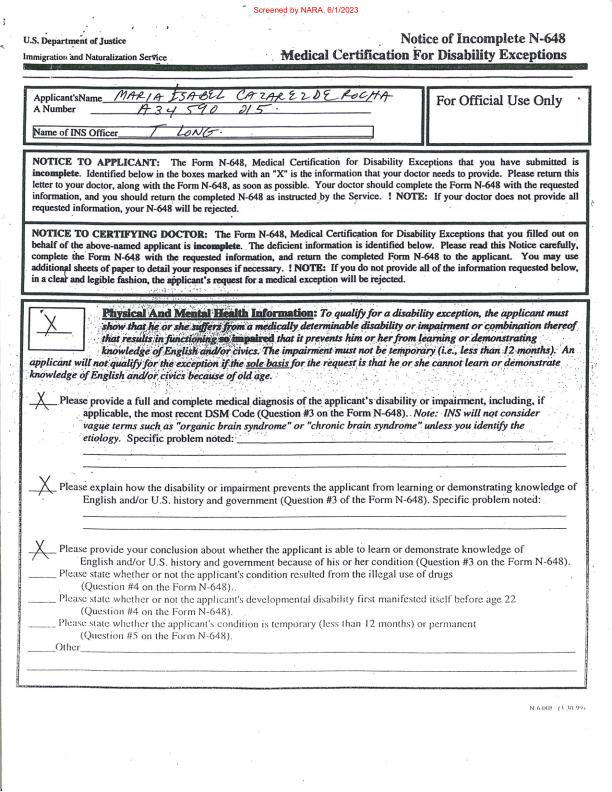 Screened by NARA, 6/1/2023
U.S. Department of Justice
Immigration and Naturalization Service
Notice of Incomplete N-648
Medical Certification For Disability Exceptions
Applicant'sName MARIA ESABEL CAZAREZ DE ROCHA
A Number A34 590 215.
Name of INS Officer T LONG.
For Official Use Only
NOTICE TO APPLICANT: The Form N-648, Medical Certification for Disability Exceptions that you have submitted is
incomplete. Identified below in the boxes marked with an "X" is the information that your doctor needs to provide. Please return this
letter to your doctor, along with the Form N-648, as soon as possible. Your doctor should complete the Form N-648 with the requested
information, and you should return the completed N-648 as instructed by the Service. ! NOTE: If your doctor does not provide all
requested information, your N-648 will be rejected.
NOTICE TO CERTIFYING DOCTOR: The Form N-648, Medical Certification for Disability Exceptions that you filled out on
behalf of the above-named applicant is incomplete. The deficient information is identified below. Please read this Notice carefully,
complete the Form N-648 with the requested information, and return the completed Form N-648 to the applicant. You may use
additional sheets of paper to detail your responses if necessary. ! NOTE: If you do not provide all of the information requested below,
in a clear and legible fashion, the applicant's request for a medical exception will be rejected.
X
Physical And Mental Health Information: To qualify for a disability exception, the applicant must
show that he or she suffers from a medically determinable disability or impairment or combination thereof
that results in functioning so impaired that it prevents him or her from learning or demonstrating
knowledge of English and/or civics. The impairment must not be temporary (i.e., less than 12 months). An
applicant will not qualify for the exception if the sole basis for the request is that he or she cannot learn or demonstrate
knowledge of English and/or civics because of old age.
X Please provide a full and complete medical diagnosis of the applicant's disability or impairment, including, if
applicable, the most recent DSM Code (Question #3 on the Form N-648). Note: INS will not consider
vague terms such as "organic brain syndrome" or "chronic brain syndrome" unless you identify the
etiology. Specific problem noted:
X Please explain how the disability or impairment prevents the applicant from learning or demonstrating knowledge of
English and/or U.S. history and government (Question #3 of the Form N-648). Specific problem noted:
X Please provide your conclusion about whether the applicant is able to learn or demonstrate knowledge of
English and/or U.S. history and government because of his or her condition (Question #3 on the Form N-648).
Please state whether or not the applicant's condition resulted from the illegal use of drugs
(Question #4 on the Form N-648)..
Please state whether or not the applicant's developmental disability first manifested itself before age 22
(Question #4 on the Form N-648).
Please state whether the applicant's condition is temporary (less than 12 months) or permanent
(Question #5 on the Form N-648).
Other